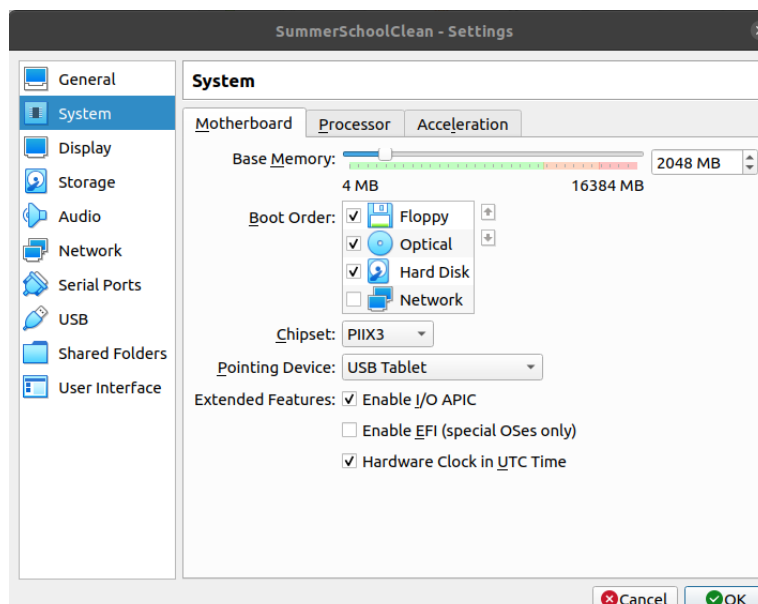 SummerSchoolClean - Settings
General
System
Display
Storage
Audio
Network
Serial Ports
USB
Shared Folders
User Interface
System
Motherboard Processor Acceleration
Base Memory: 2048 MB
4 MB 16384 MB
Boot Order: Floppy
Optical
Hard Disk
Network
Chipset: PIIX3
Pointing Device: USB Tablet
Extended Features: Enable I/O APIC
Enable EFI (special OSes only)
Hardware Clock in UTC Time
Cancel OK